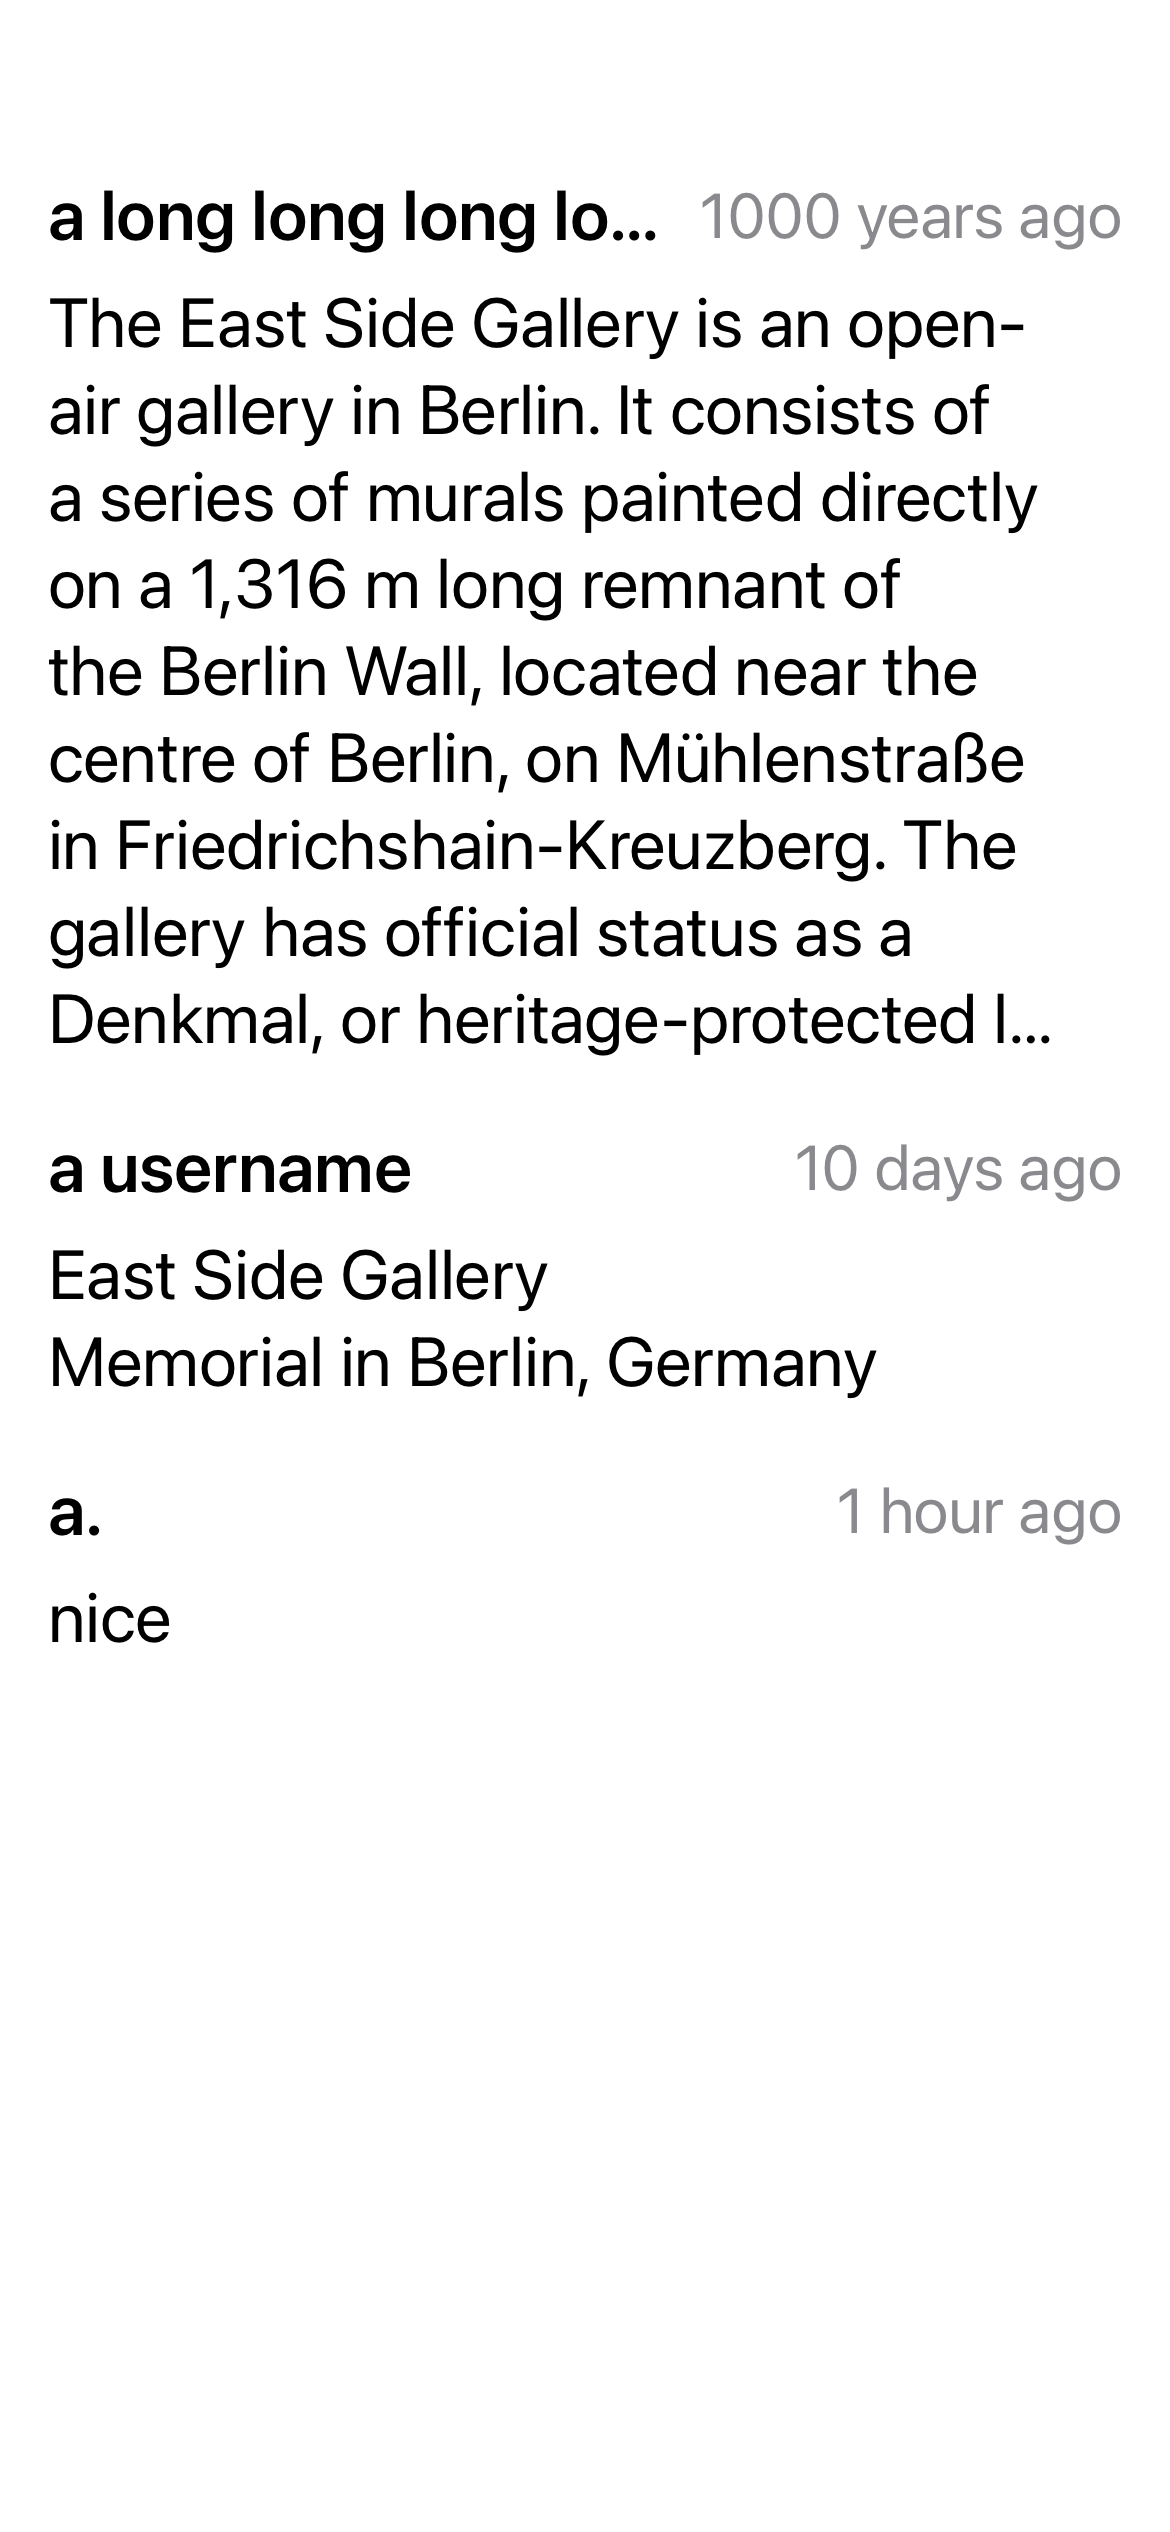 a long long long lo... 1000 years ago
The East Side Gallery is an open-
air gallery in Berlin. It consists of
a series of murals painted directly
on a 1,316 m long remnant of
the Berlin Wall, located near the
centre of Berlin, on Mühlenstraße
in Friedrichshain-Kreuzberg. The
gallery has official status as a
Denkmal, or heritage-protected l...
a username 10 days ago
East Side Gallery
Memorial in Berlin, Germany
a. 1 hour ago
nice